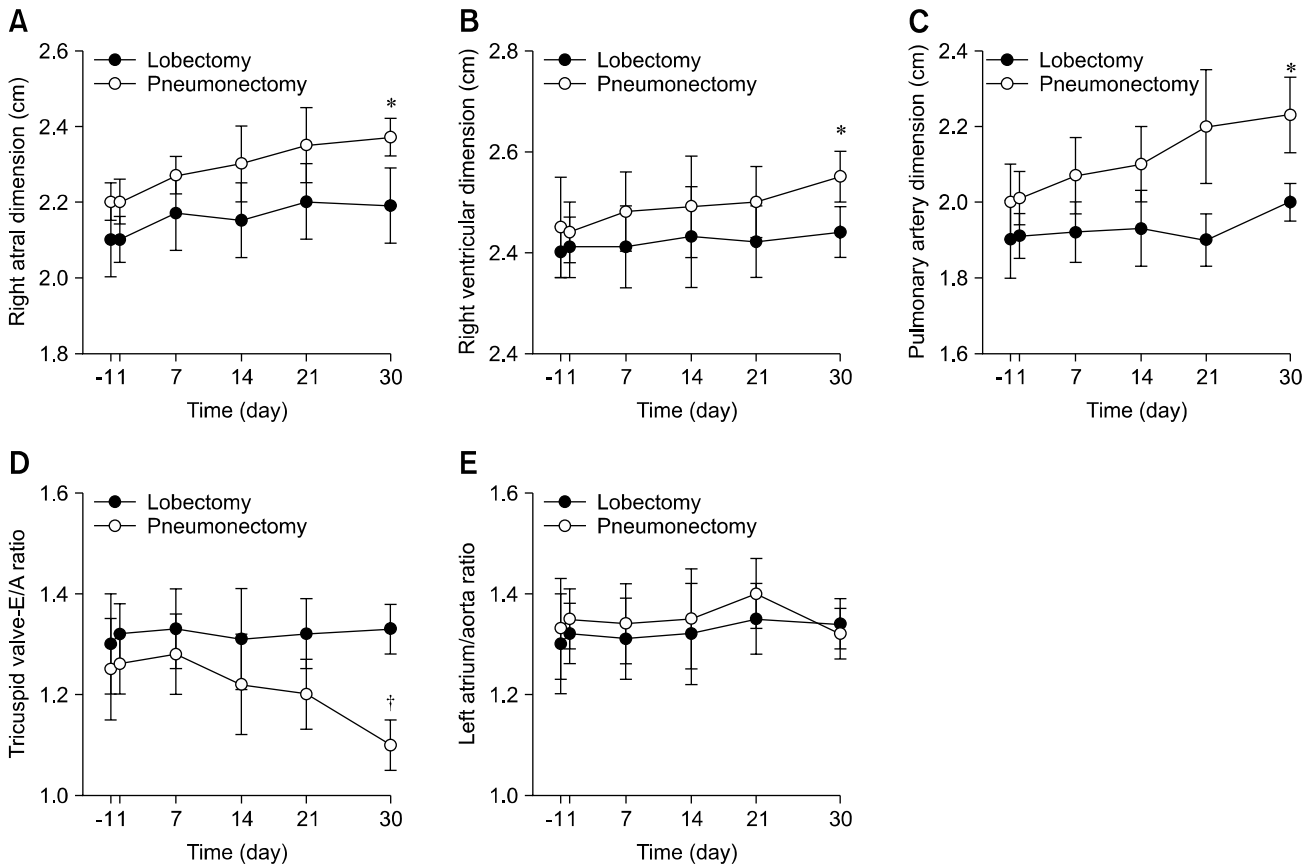 A
Right atral dimension (cm)
2.6
2.4
2.2
2.0
1.8
Lobectomy
Pneumonectomy
*
-11 7 14 21 30
Time (day)
B
Right ventricular dimension (cm)
2.8
2.6
2.4
2.2
2.4
Lobectomy
Pneumonectomy
*
-11 7 14 21 30
Time (day)
C
Pulmonary artery dimension (cm)
2.4
2.2
2.0
1.8
1.6
Lobectomy
Pneumonectomy
*
-11 7 14 21 30
Time (day)
D
Tricuspid valve-E/A ratio
1.6
1.4
1.2
1.0
Lobectomy
Pneumonectomy
†
-11 7 14 21 30
Time (day)
E
Left atrium/aorta ratio
1.6
1.4
1.2
1.0
Lobectomy
Pneumonectomy
-11 7 14 21 30
Time (day)